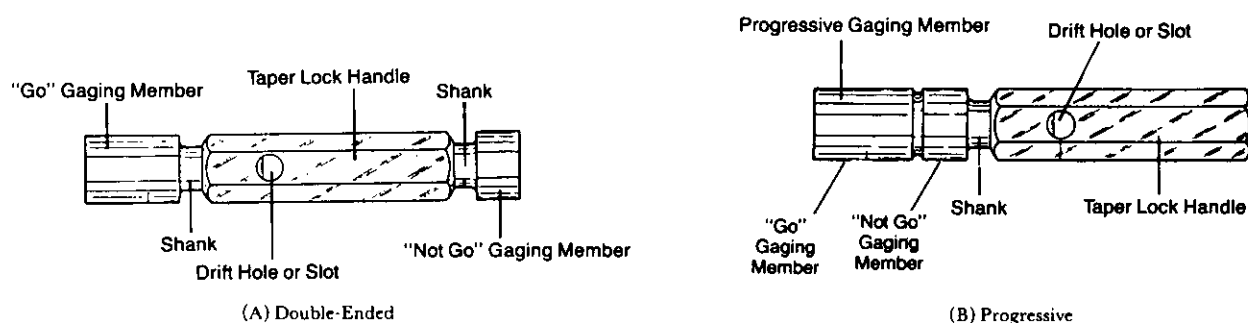 "Go" Gaging Member
Taper Lock Handle
Shank
Shank
Drift Hole or Slot
"Not Go" Gaging Member
(A) Double-Ended
Progressive Gaging Member
Drift Hole or Slot
"Go"
Gaging
Member
"Not Go"
Gaging
Member
Shank
Taper Lock Handle
(B) Progressive